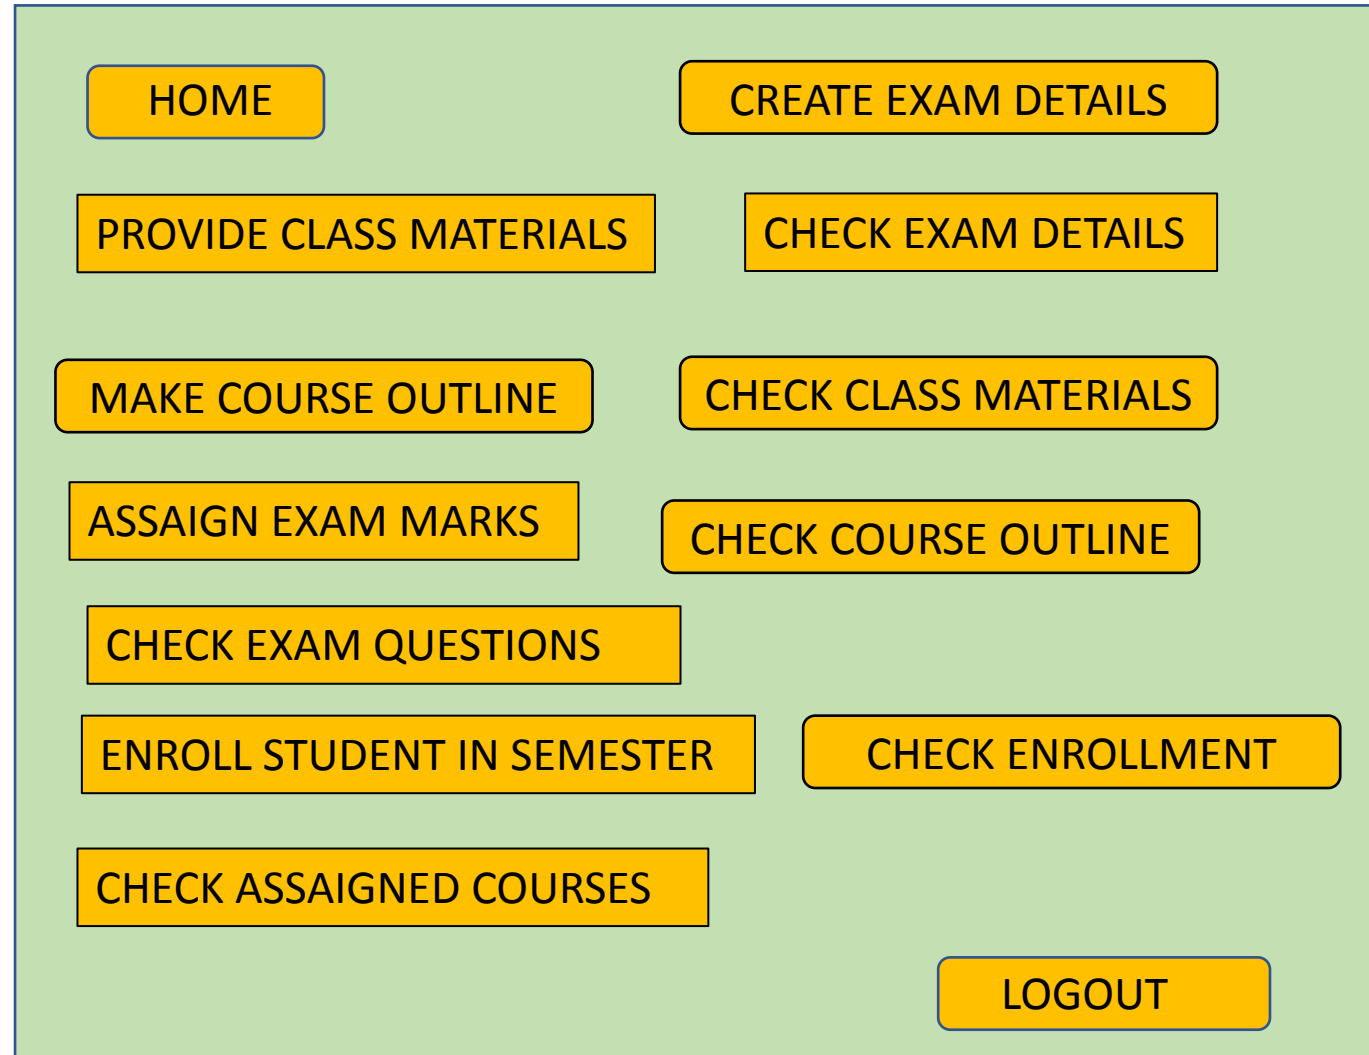 HOME
CREATE EXAM DETAILS
PROVIDE CLASS MATERIALS
CHECK EXAM DETAILS
MAKE COURSE OUTLINE
CHECK CLASS MATERIALS
ASSAIGN EXAM MARKS
CHECK COURSE OUTLINE
CHECK EXAM QUESTIONS
ENROLL STUDENT IN SEMESTER
CHECK ENROLLMENT
CHECK ASSAIGNED COURSES
LOGOUT